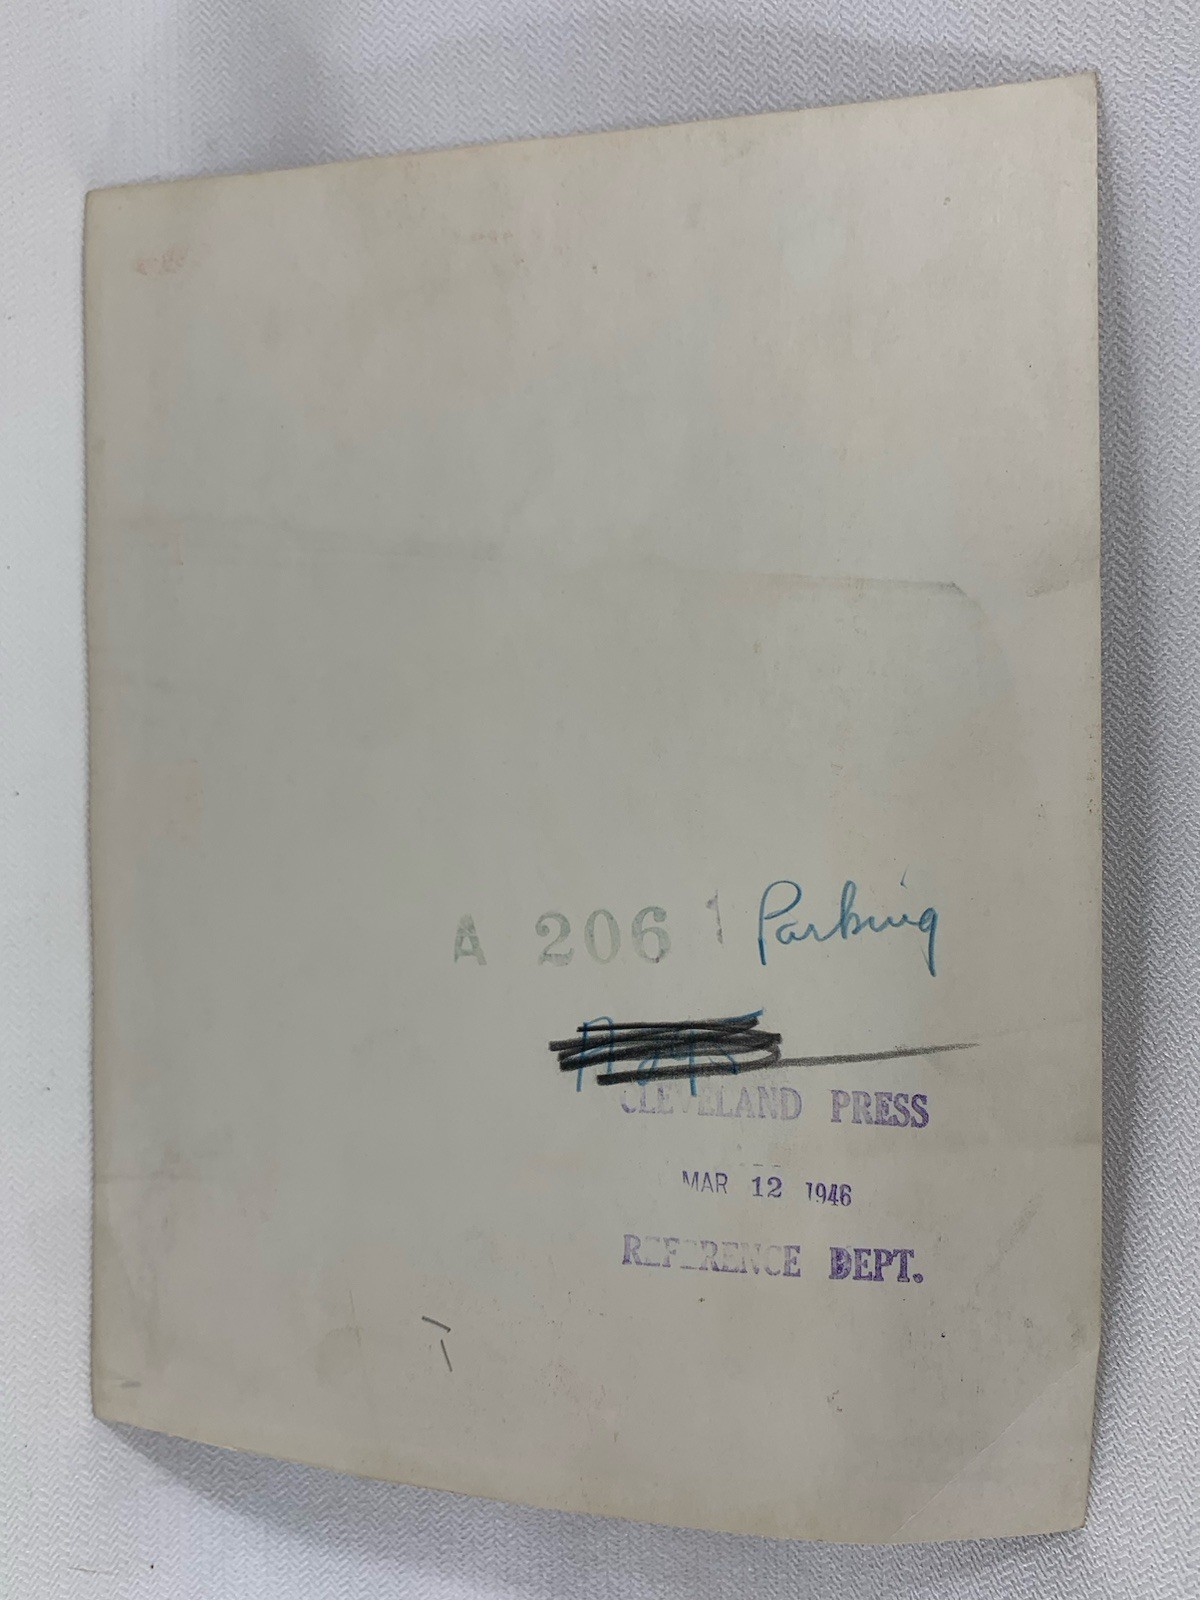 A 206 1 Parking
CLEVELAND PRESS
MAR 12 1946
REFERENCE DEPT.